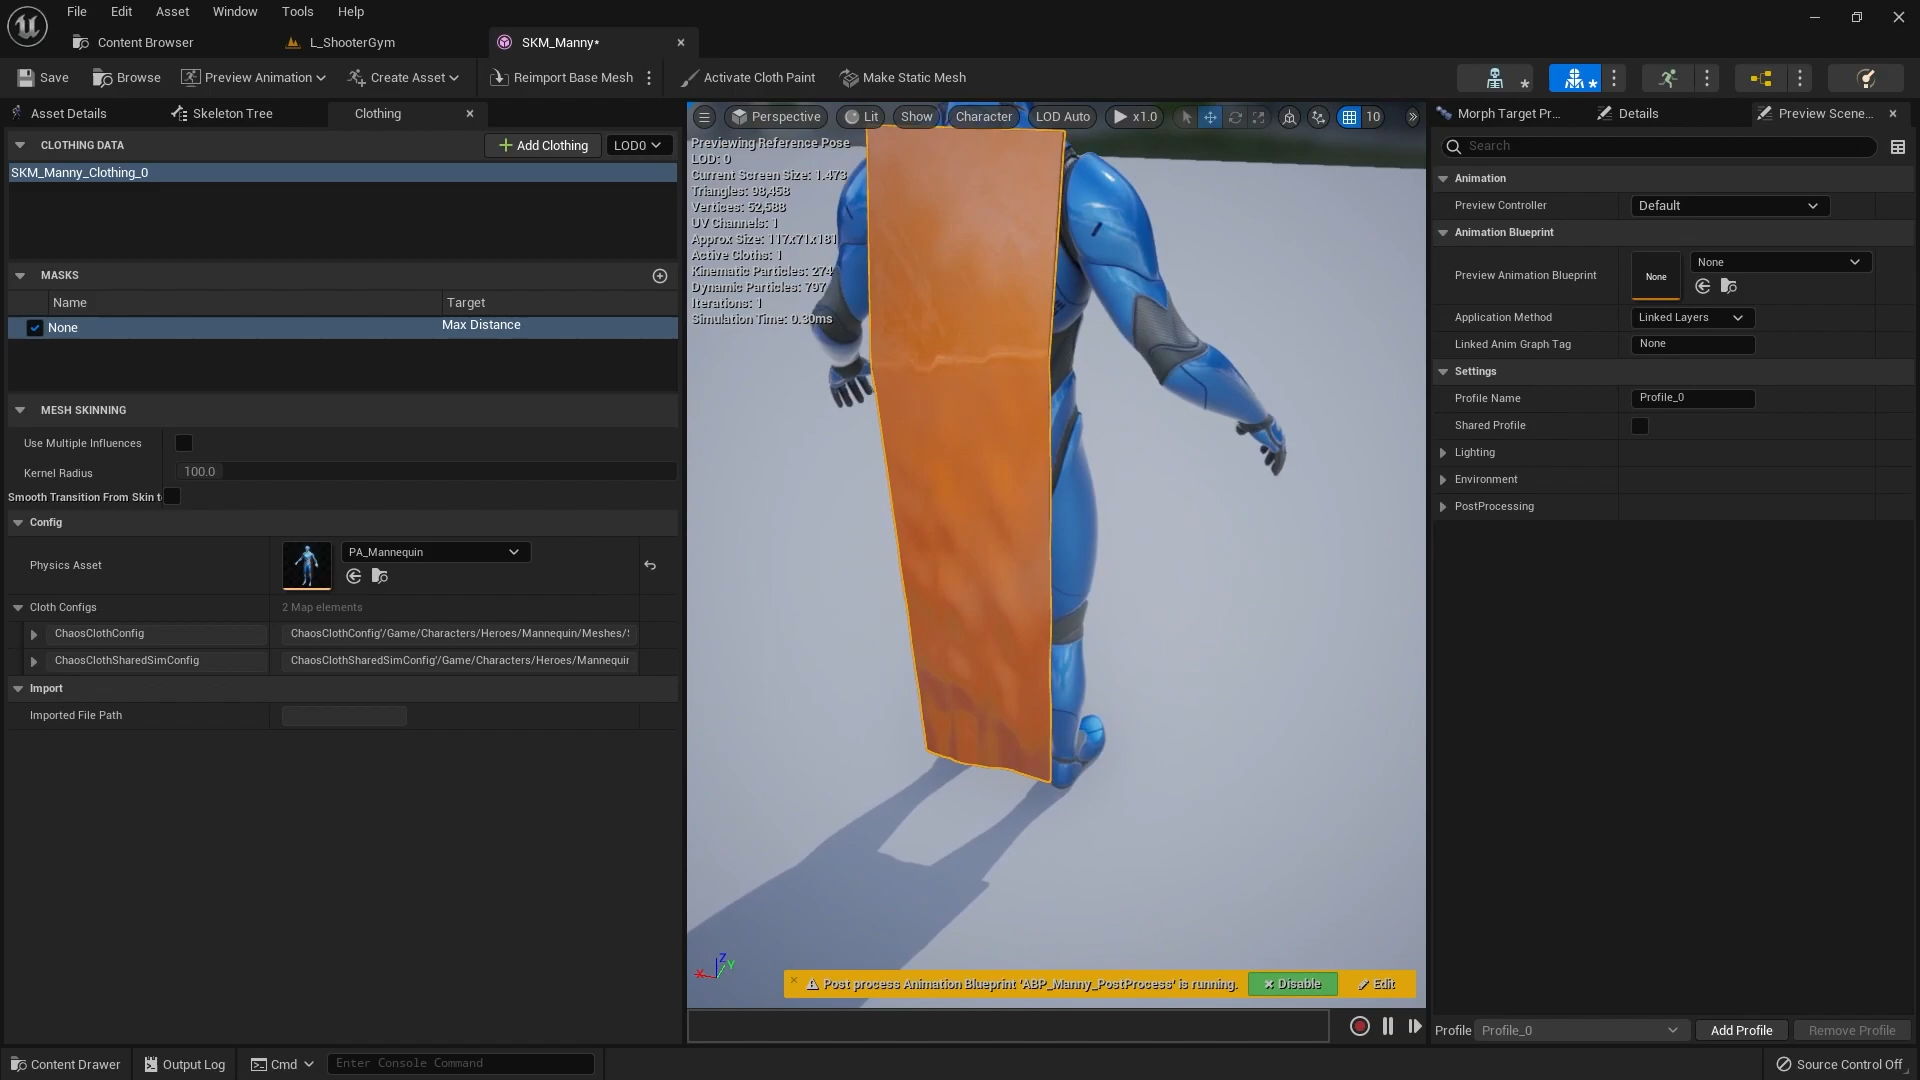 File Edit Asset Window Tools Help
Content Browser L_ShooterGym SKM_Manny*
Save Browse Preview Animation Create Asset Reimport Base Mesh Activate Cloth Paint Make Static Mesh
Asset Details Skeleton Tree Clothing
CLOTHING DATA Add Clothing LOD0
SKM_Manny_Clothing_0
MASKS
Name Target
None Max Distance
MESH SKINNING
Use Multiple Influences
Kernel Radius 100.0
Smooth Transition From Skin t
Config
Physics Asset PA_Mannequin
Cloth Configs 2 Map elements
ChaosClothConfig ChaosClothConfig'/Game/Characters/Heroes/Mannequin/Meshes/
ChaosClothSharedSimConfig ChaosClothSharedSimConfig'/Game/Characters/Heroes/Mannequin
Import
Imported File Path
Perspective Lit Show Character LOD Auto x1.0 10
Previewing Reference Pose
LOD: 0
Current Screen Size: 1.473
Triangles: 98,458
Vertices: 52,588
UV Channels: 1
Approx Size: 117x71x181
Active Cloths: 1
Kinematic Particles: 274
Dynamic Particles: 797
Iterations: 1
Simulation Time: 0.30ms
Z
X Y
Post process Animation Blueprint 'ABP_Manny_PostProcess' is running. Disable Edit
Morph Target Pr... Details Preview Scene...
Search
Animation
Preview Controller Default
Animation Blueprint
Preview Animation Blueprint None None
Application Method Linked Layers
Linked Anim Graph Tag None
Settings
Profile Name Profile_0
Shared Profile
Lighting
Environment
PostProcessing
Profile Profile_0 Add Profile Remove Profile
Content Drawer Output Log Cmd Enter Console Command Source Control Off